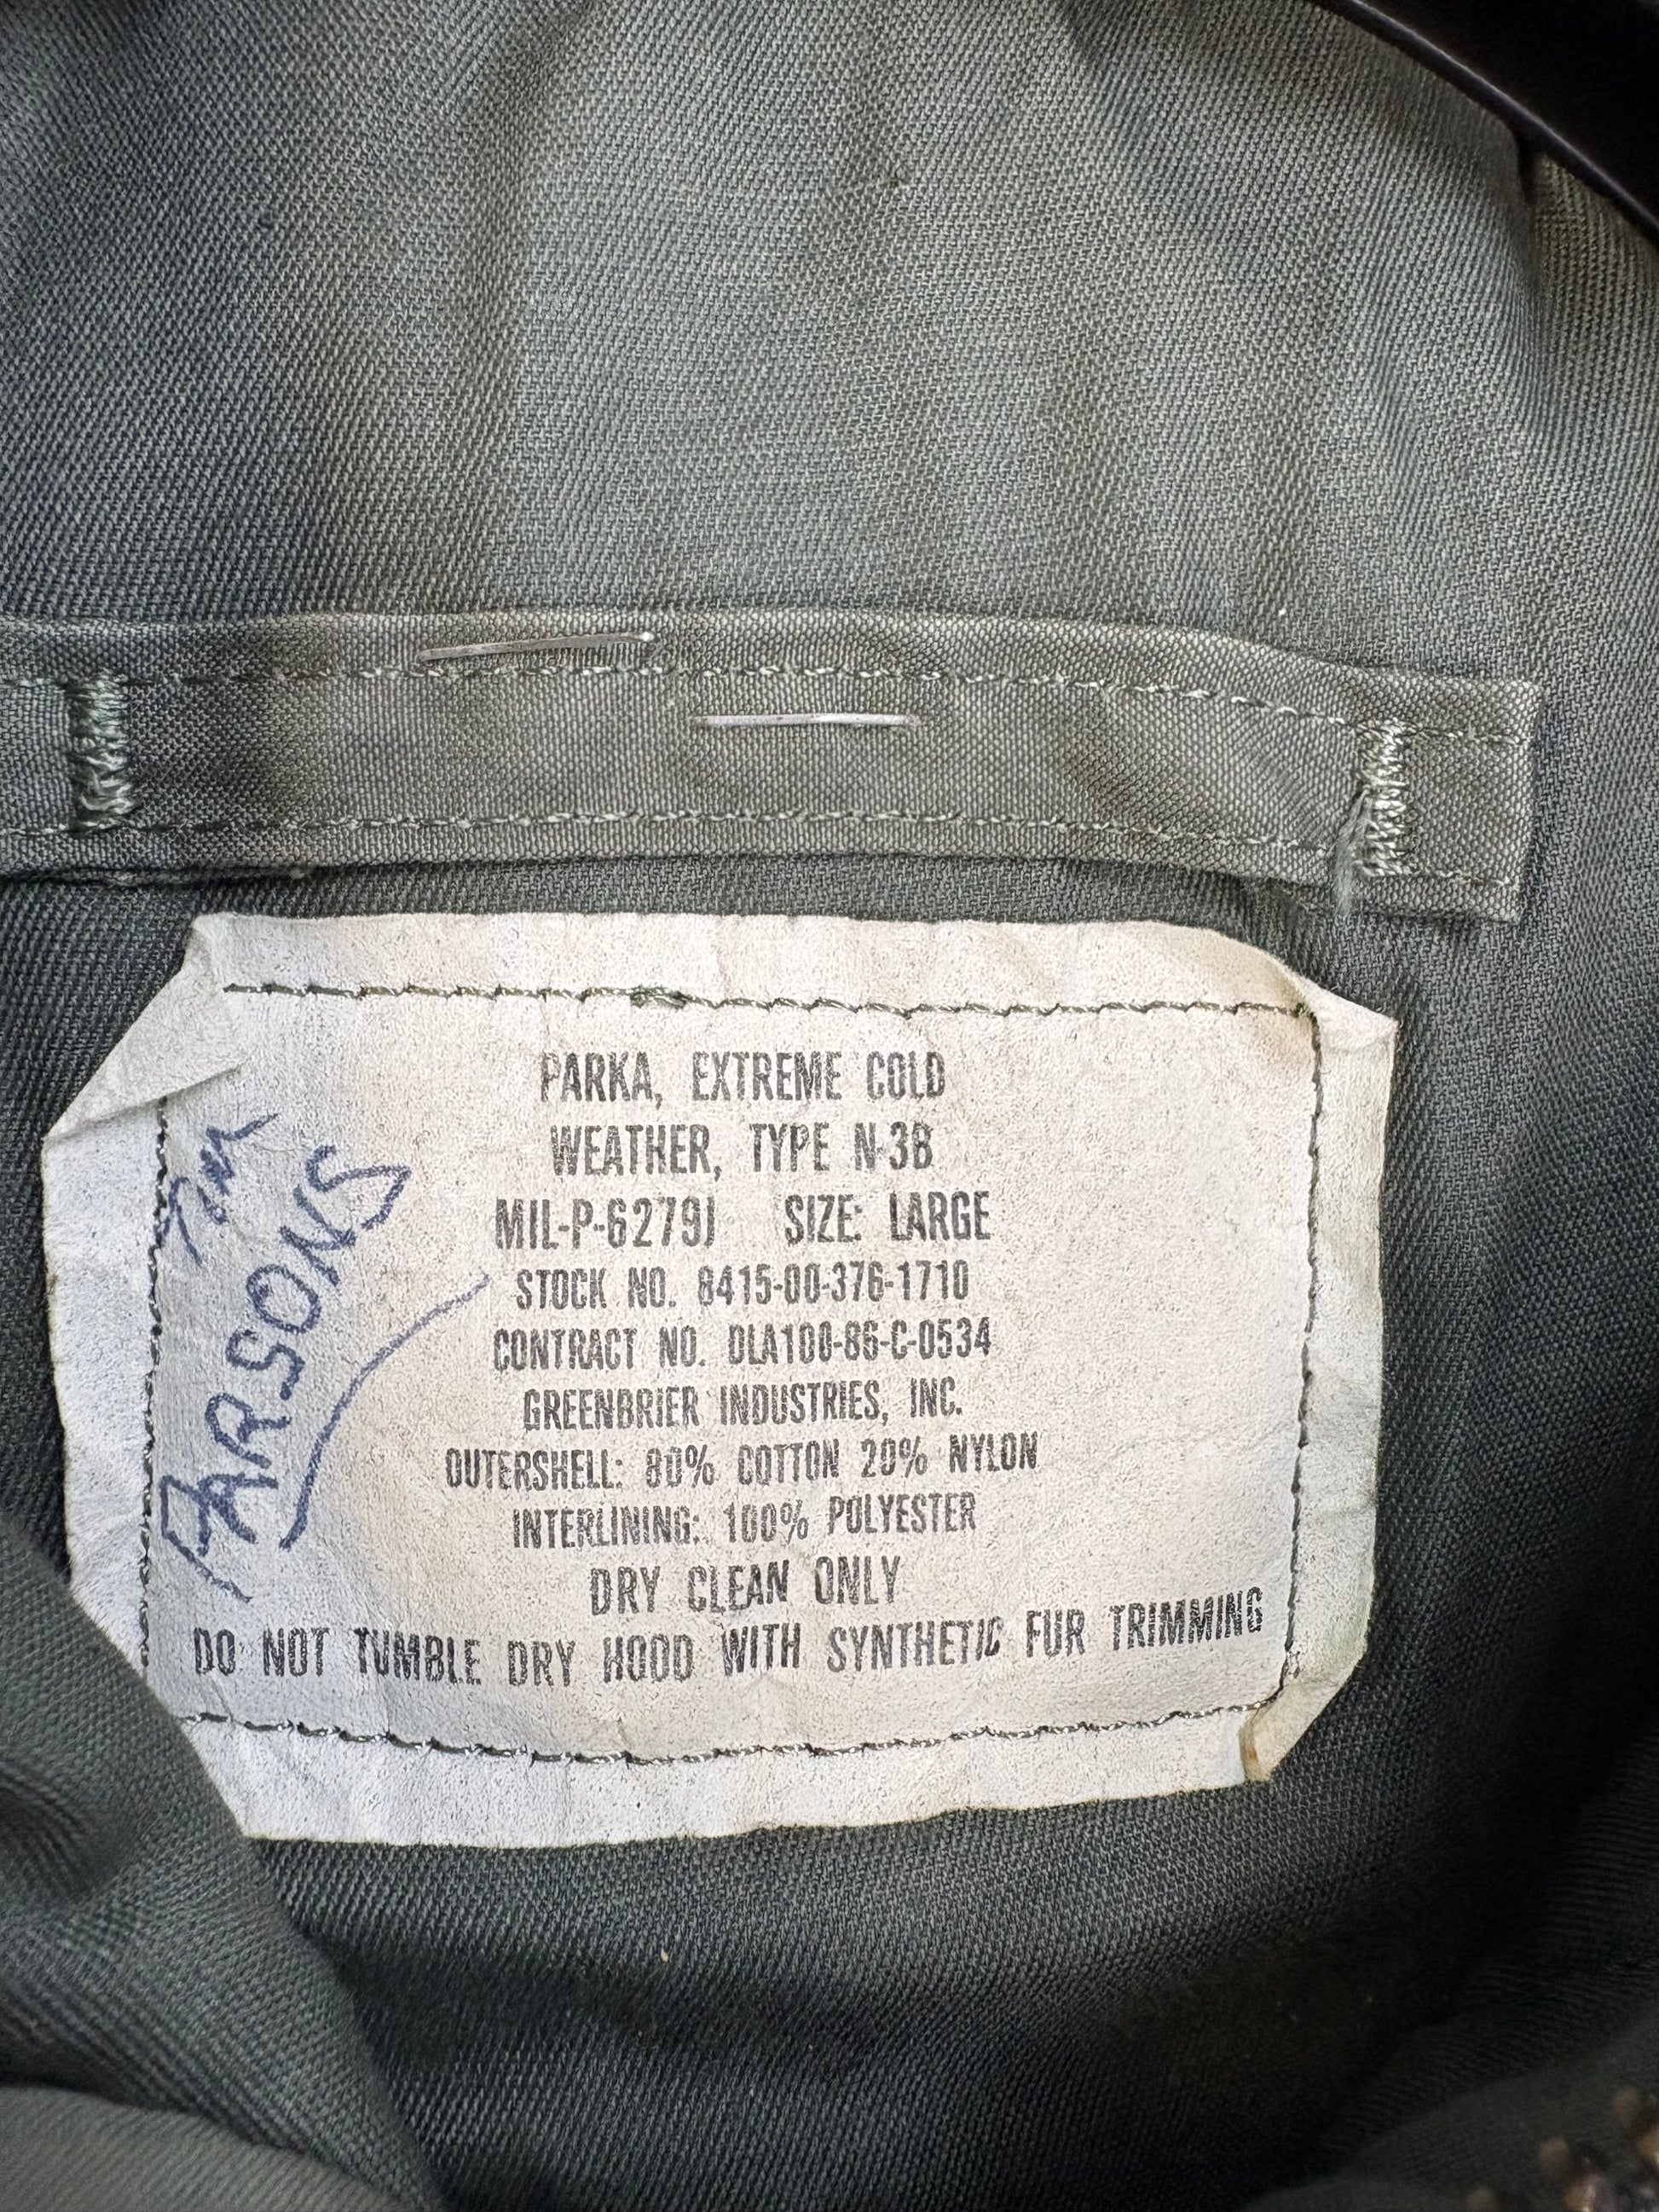 PARKA, EXTREME COLD
WEATHER, TYPE N-3B
MIL-P-6279J SIZE: LARGE
STOCK NO. 8415-00-376-1710
CONTRACT NO. DLA100-86-C-0534
GREENBRIER INDUSTRIES, INC.
OUTERSHELL: 80% COTTON 20% NYLON
INTERLINING: 100% POLYESTER
DRY CLEAN ONLY
DO NOT TUMBLE DRY HOOD WITH SYNTHETIC FUR TRIMMING
PARSONS